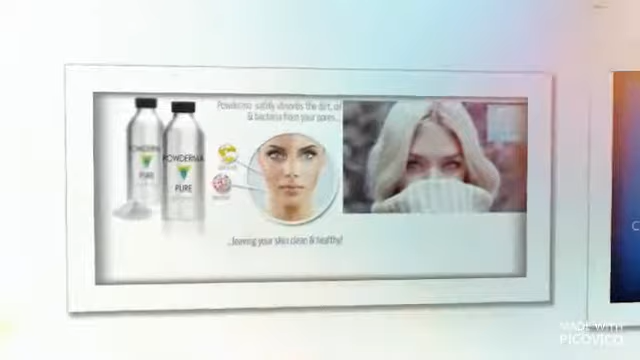 Powderma safely absorbs the dirt, oil
& bacteria from your pores...
POWDERMA
PURE
POWDERMA
PURE
...leaving your skin clean & healthy!
C
MADE WITH
PICOVICO